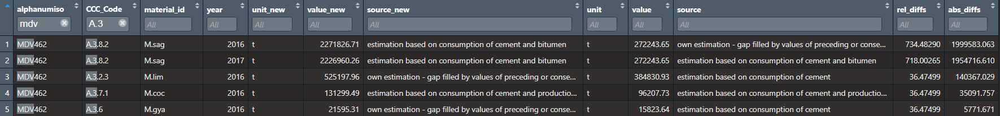 alphanumiso CCC_Code material_id year unit_new value_new source_new unit value source rel_diffs abs_diffs
mdv A.3 All All All All All All All All All All
1 MDV462 A.3.8.2 M.sag 2016 t 2271826.71 estimation based on consumption of cement and bitumen t 272243.65 own estimation - gap filled by values of preceding or conse... 734.48290 1999583.063
2 MDV462 A.3.8.2 M.sag 2017 t 2226960.26 estimation based on consumption of cement and bitumen t 272243.65 estimation based on consumption of cement and bitumen 718.00265 1954716.610
3 MDV462 A.3.2.3 M.lim 2016 t 525197.96 own estimation - gap filled by values of preceding or conse... t 384830.93 estimation based on consumption of cement 36.47499 140367.029
4 MDV462 A.3.7.1 M.coc 2016 t 131299.49 estimation based on consumption of cement and production... t 96207.73 estimation based on consumption of cement and productio... 36.47499 35091.757
5 MDV462 A.3.6 M.gya 2016 t 21595.31 own estimation - gap filled by values of preceding or conse... t 15823.64 estimation based on consumption of cement 36.47499 5771.671